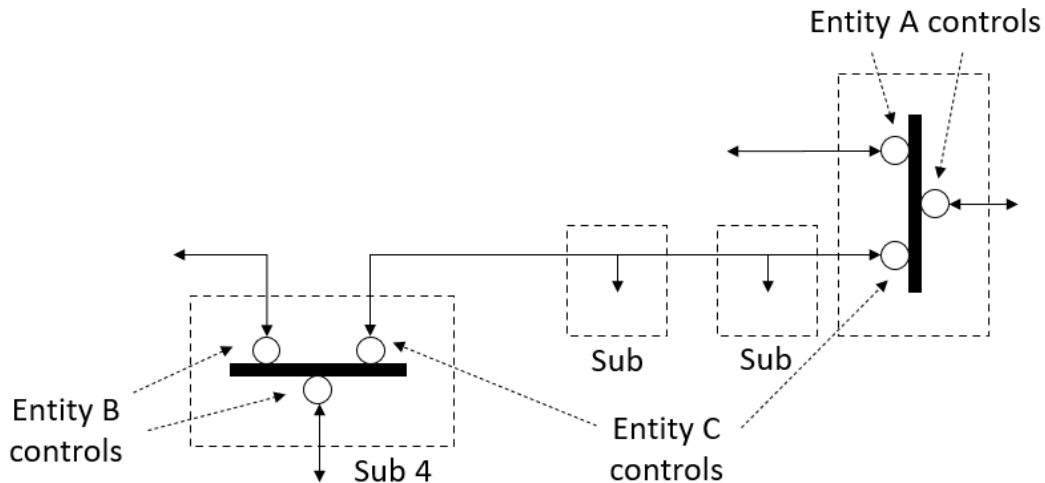 Entity A controls
Sub
Sub
Entity B
controls
Sub 4
Entity C
controls